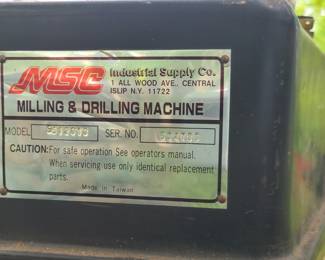 MSC Industrial Supply Co.
1 ALL WOOD AVE., CENTRAL
ISLIP N.Y. 11722
MILLING & DRILLING MACHINE
MODEL SER. NO.
CAUTION:For safe operation See operators manual.
When servicing use only identical replacement
parts.
Made in Taiwan